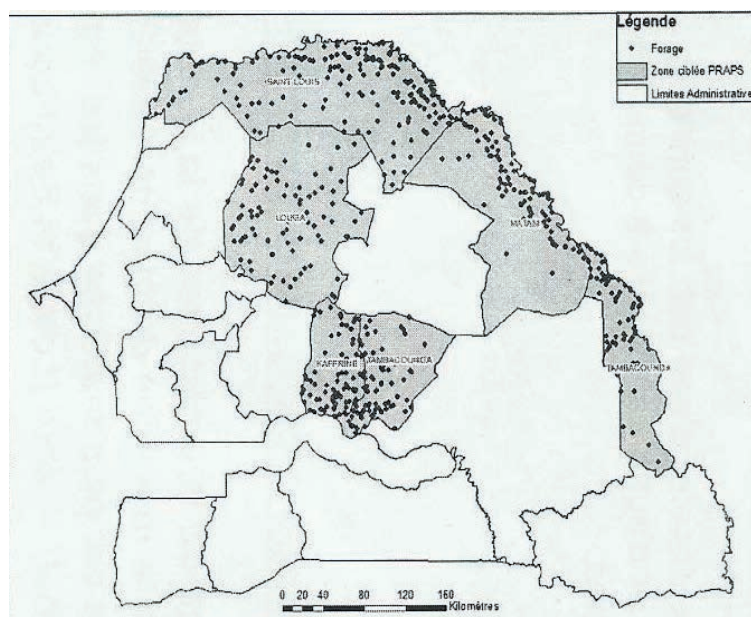 Légende
Forage
Zone ciblée PRAPS
Limites Administrative
SAINT LOUIS
LOUGA
MATAM
KAFFRINE
TAMBACOUNDA
TAMBACOUNDA
0 20 40 80 120 160
Kilomètres